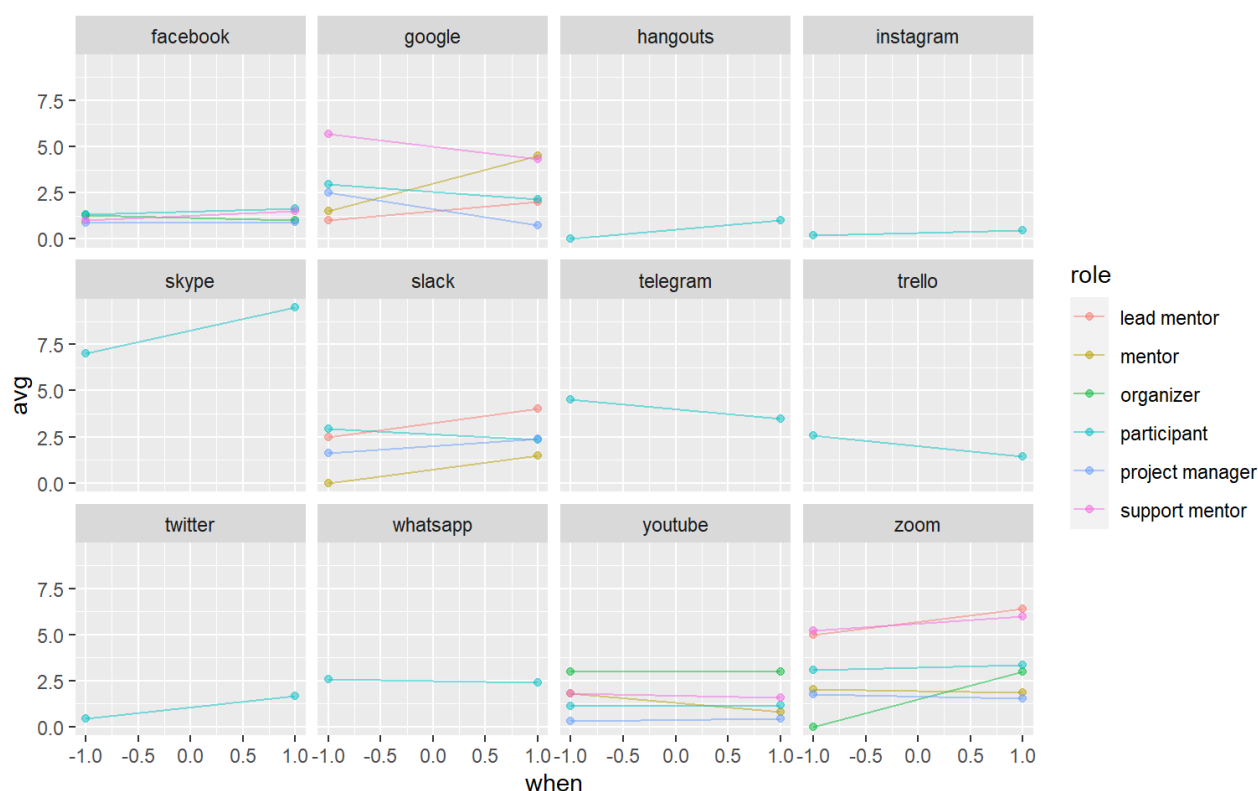 facebook google hangouts instagram
7.5
5.0
2.5
0.0
skype slack telegram trello
7.5
5.0
2.5
0.0
twitter whatsapp youtube zoom
7.5
5.0
2.5
0.0
-1.0 -0.5 0.0 0.5 1.0 -1.0 -0.5 0.0 0.5 1.0 -1.0 -0.5 0.0 0.5 1.0 -1.0 -0.5 0.0 0.5 1.0
when
avg
role
lead mentor
mentor
organizer
participant
project manager
support mentor